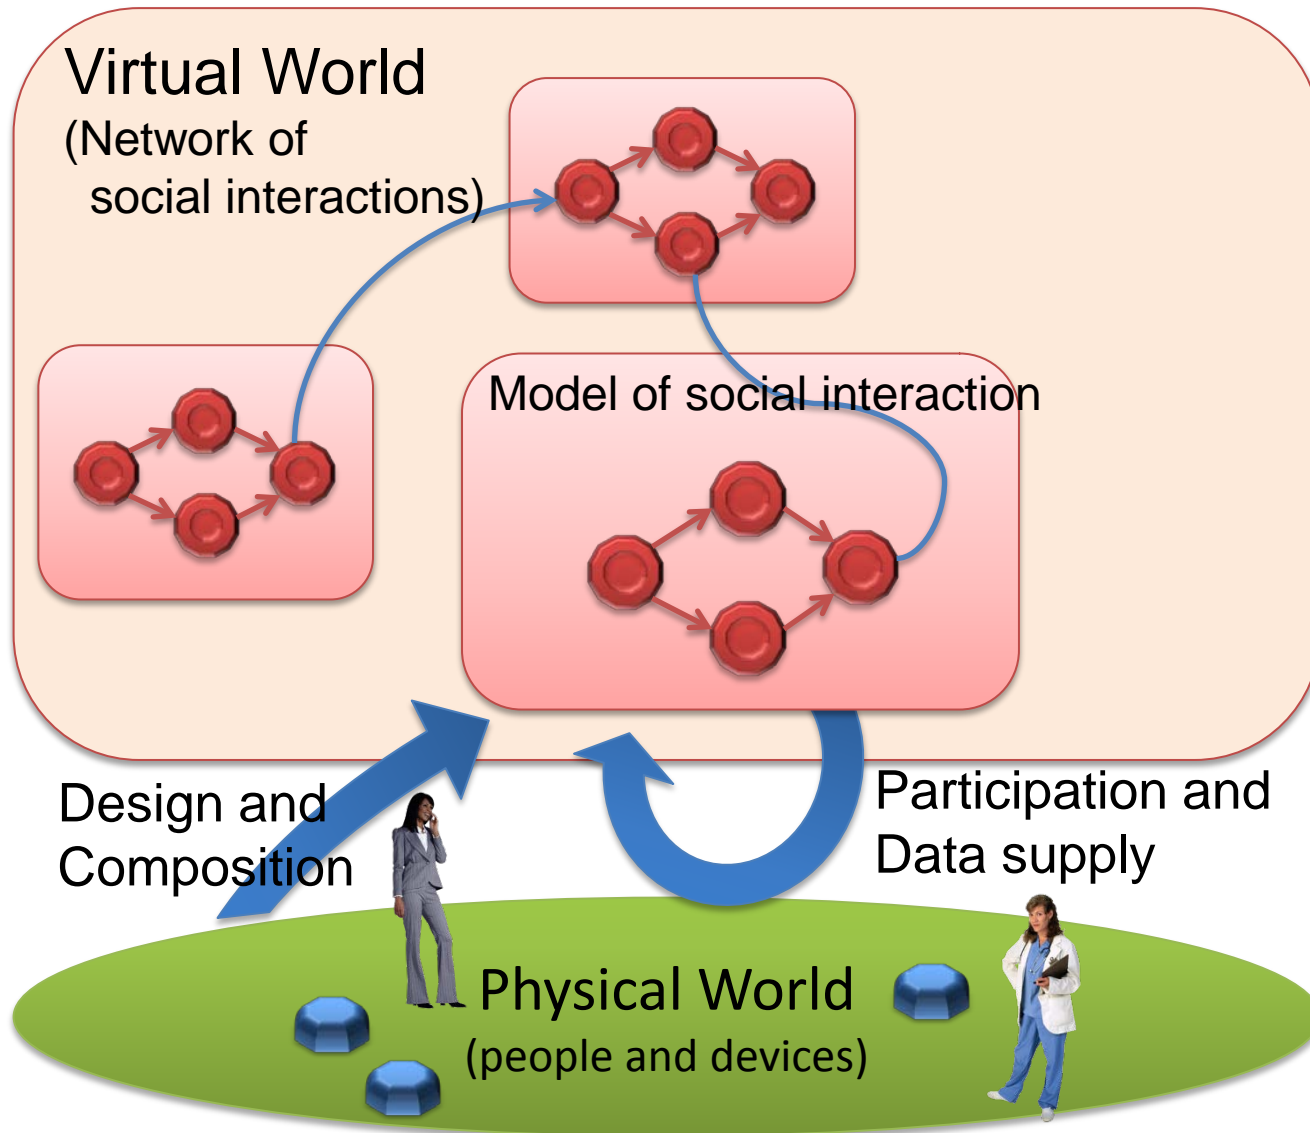 Virtual World
(Network of
social interactions)
Model of social interaction
Design and
Composition
Participation and
Data supply
Physical World
(people and devices)